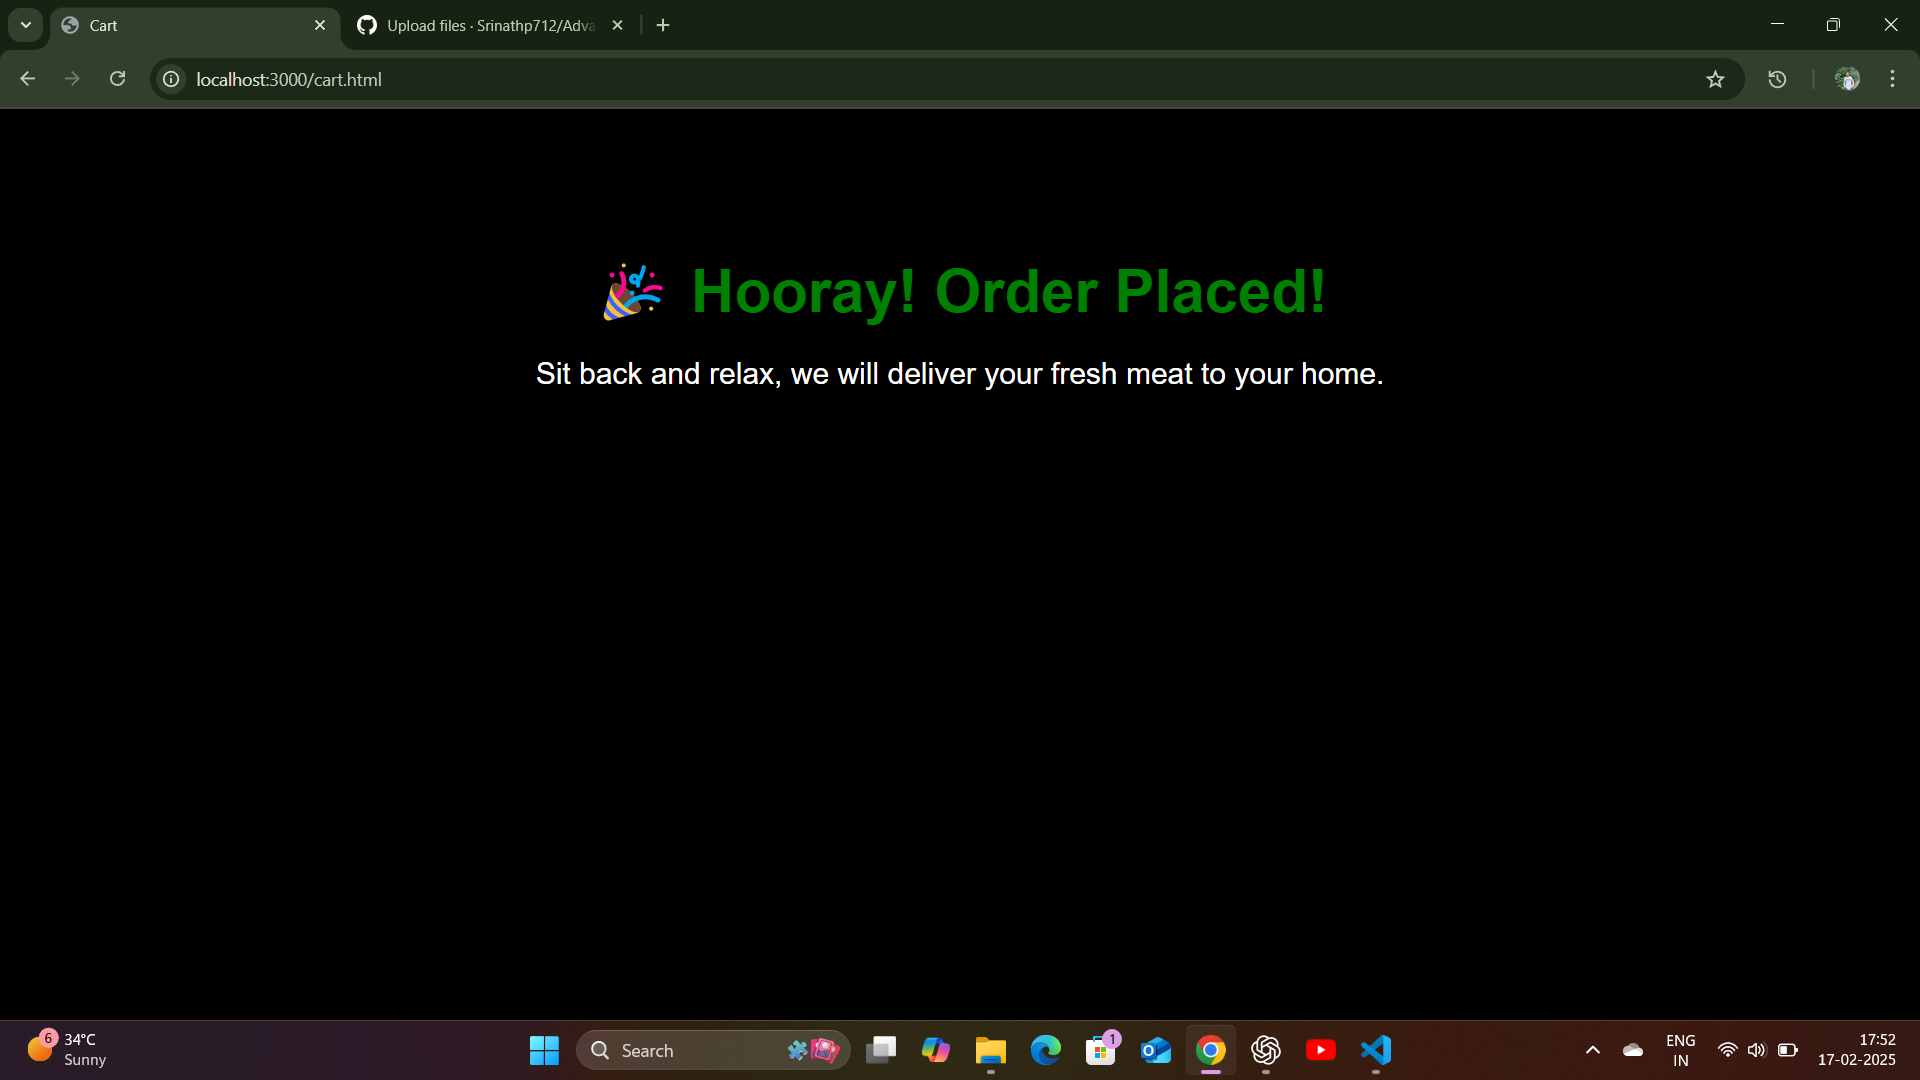 Cart
Upload files · Srinathp712/Adva
localhost:3000/cart.html
🎉 Hooray! Order Placed!
Sit back and relax, we will deliver your fresh meat to your home.
6
34°C
Sunny
Search
1
ENG
IN
17:52
17-02-2025